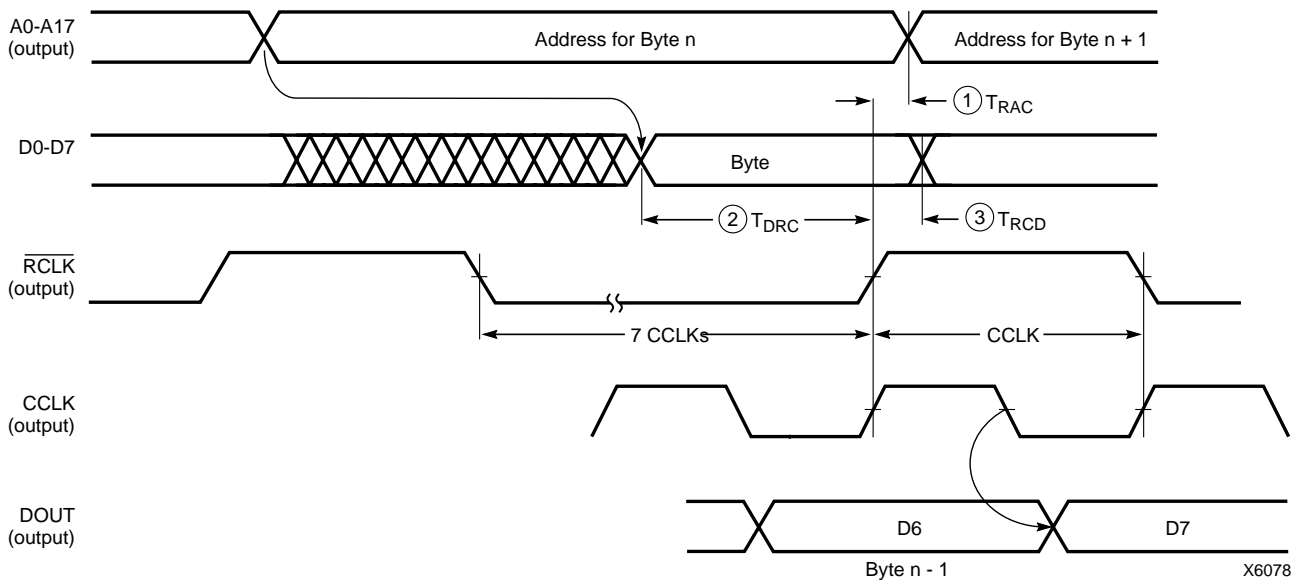 A0-A17
(output)
Address for Byte n
Address for Byte n + 1
1 TRAC
D0-D7
Byte
2 TDRC
3 TRCD
RCLK
(output)
7 CCLKs
CCLK
CCLK
(output)
DOUT
(output)
D6
D7
Byte n - 1
X6078